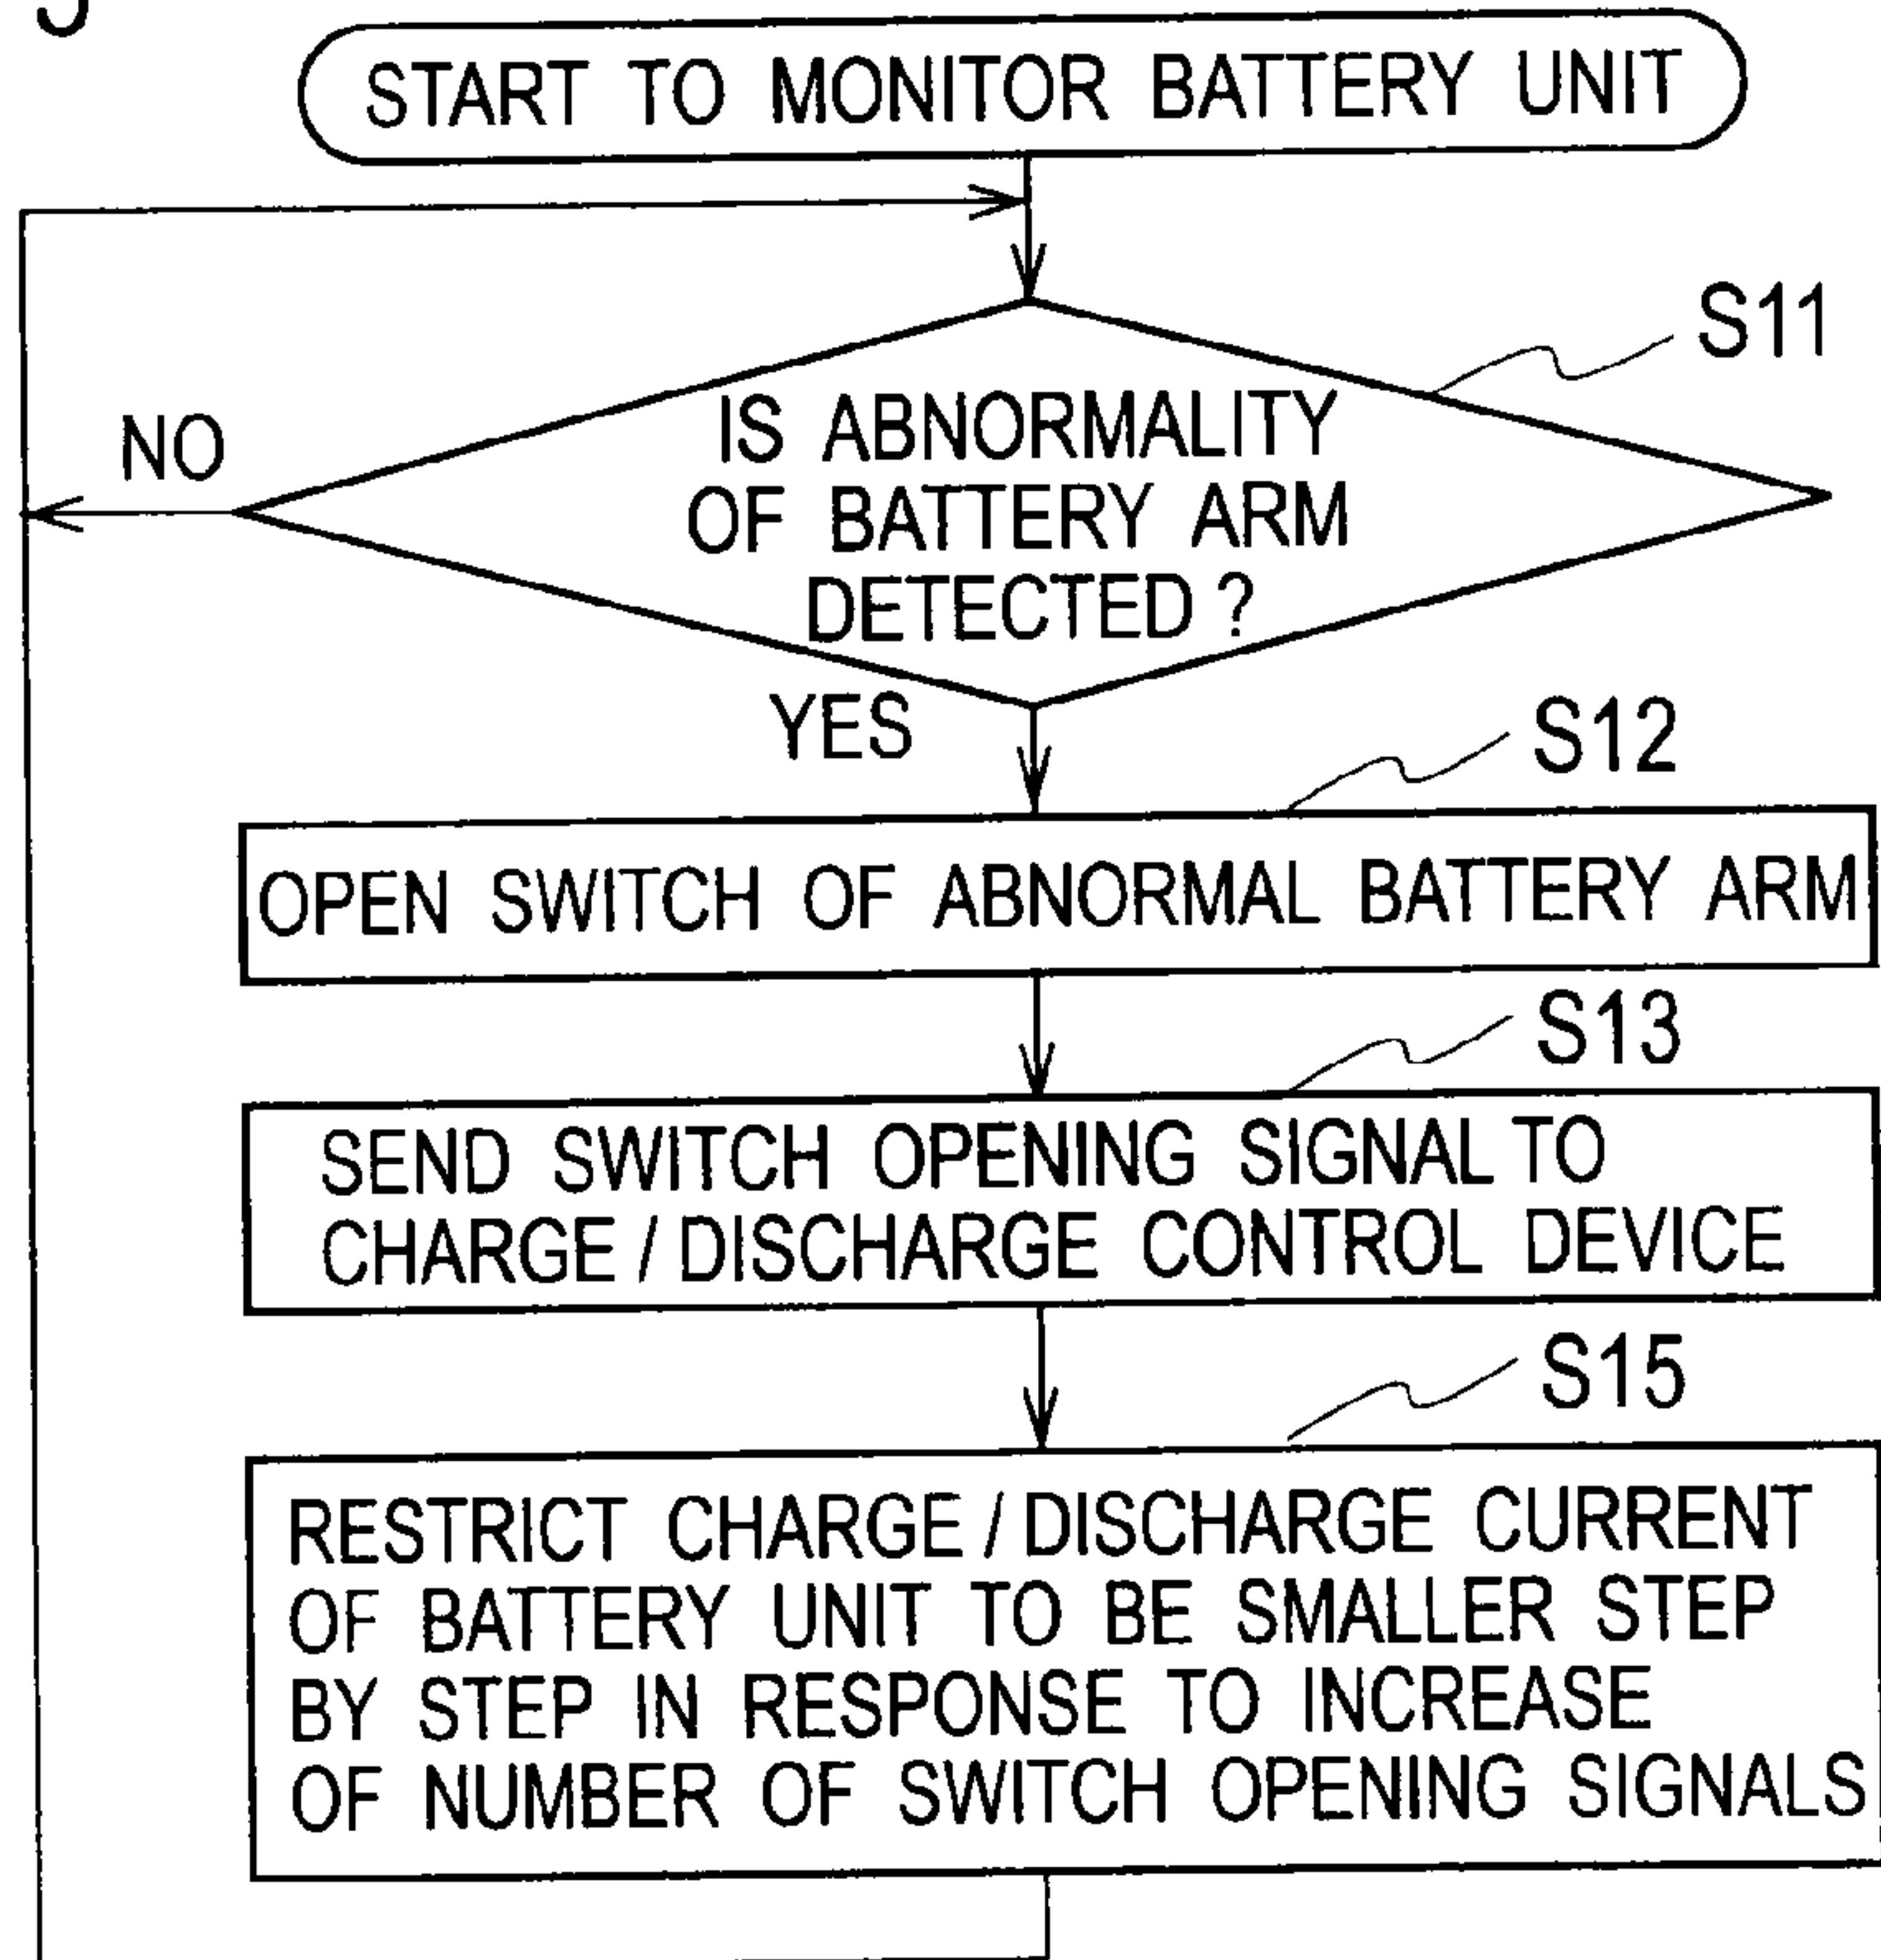 START TO MONITOR BATTERY UNIT
S11
IS ABNORMALITY
OF BATTERY ARM
DETECTED ?
NO
YES
S12
OPEN SWITCH OF ABNORMAL BATTERY ARM
S13
SEND SWITCH OPENING SIGNAL TO
CHARGE / DISCHARGE CONTROL DEVICE
S15
RESTRICT CHARGE / DISCHARGE CURRENT
OF BATTERY UNIT TO BE SMALLER STEP
BY STEP IN RESPONSE TO INCREASE
OF NUMBER OF SWITCH OPENING SIGNALS